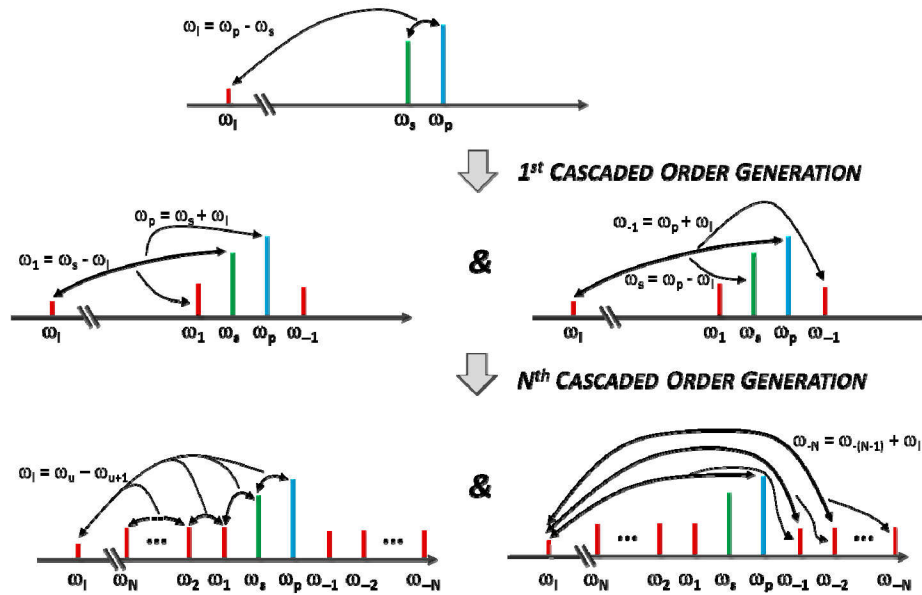 ωI = ωp - ωs
ωI ωs ωp
1st CASCADED ORDER GENERATION
ωp = ωs + ωI
ω1 = ωs - ωI
ωI ω1 ωs ωp ω−1
&
ω-1 = ωp + ωI
ωs = ωp - ωI
ωI ω1 ωs ωp ω−1
Nth CASCADED ORDER GENERATION
ωI = ωu − ωu+1
...
...
ωI ωN ω2 ω1 ωs ωp ω−1 ω−2 ω−N
&
ω-N = ω-(N-1) + ωI
...
...
ωI ωN ω2 ω1 ωs ωp ω−1 ω−2 ω−N